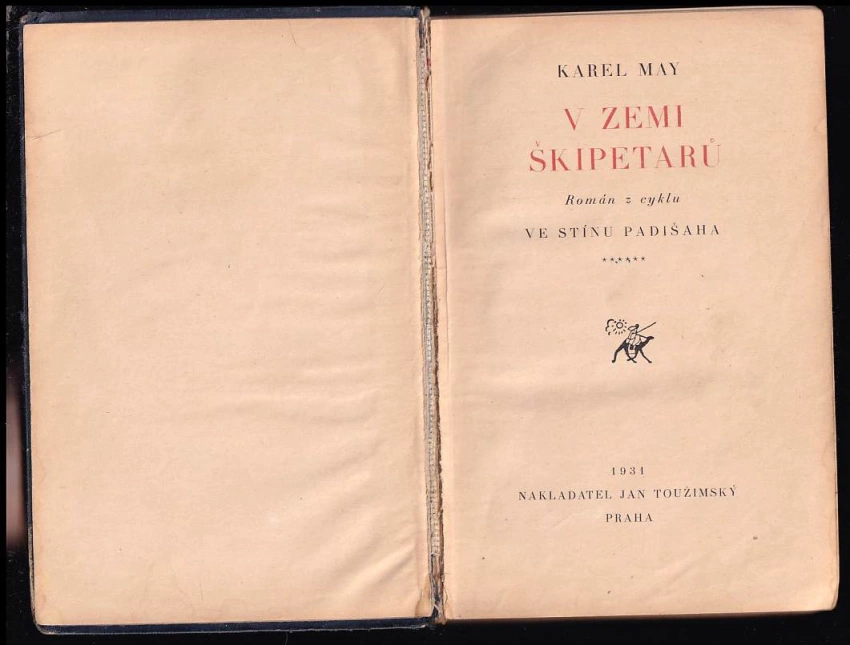 KAREL MAY
V ZEMI
ŠKIPETARŮ
Román z cyklu
VE STÍNU PADIŠAHA
******
1931
NAKLADATEL JAN TOUŽIMSKÝ
PRAHA